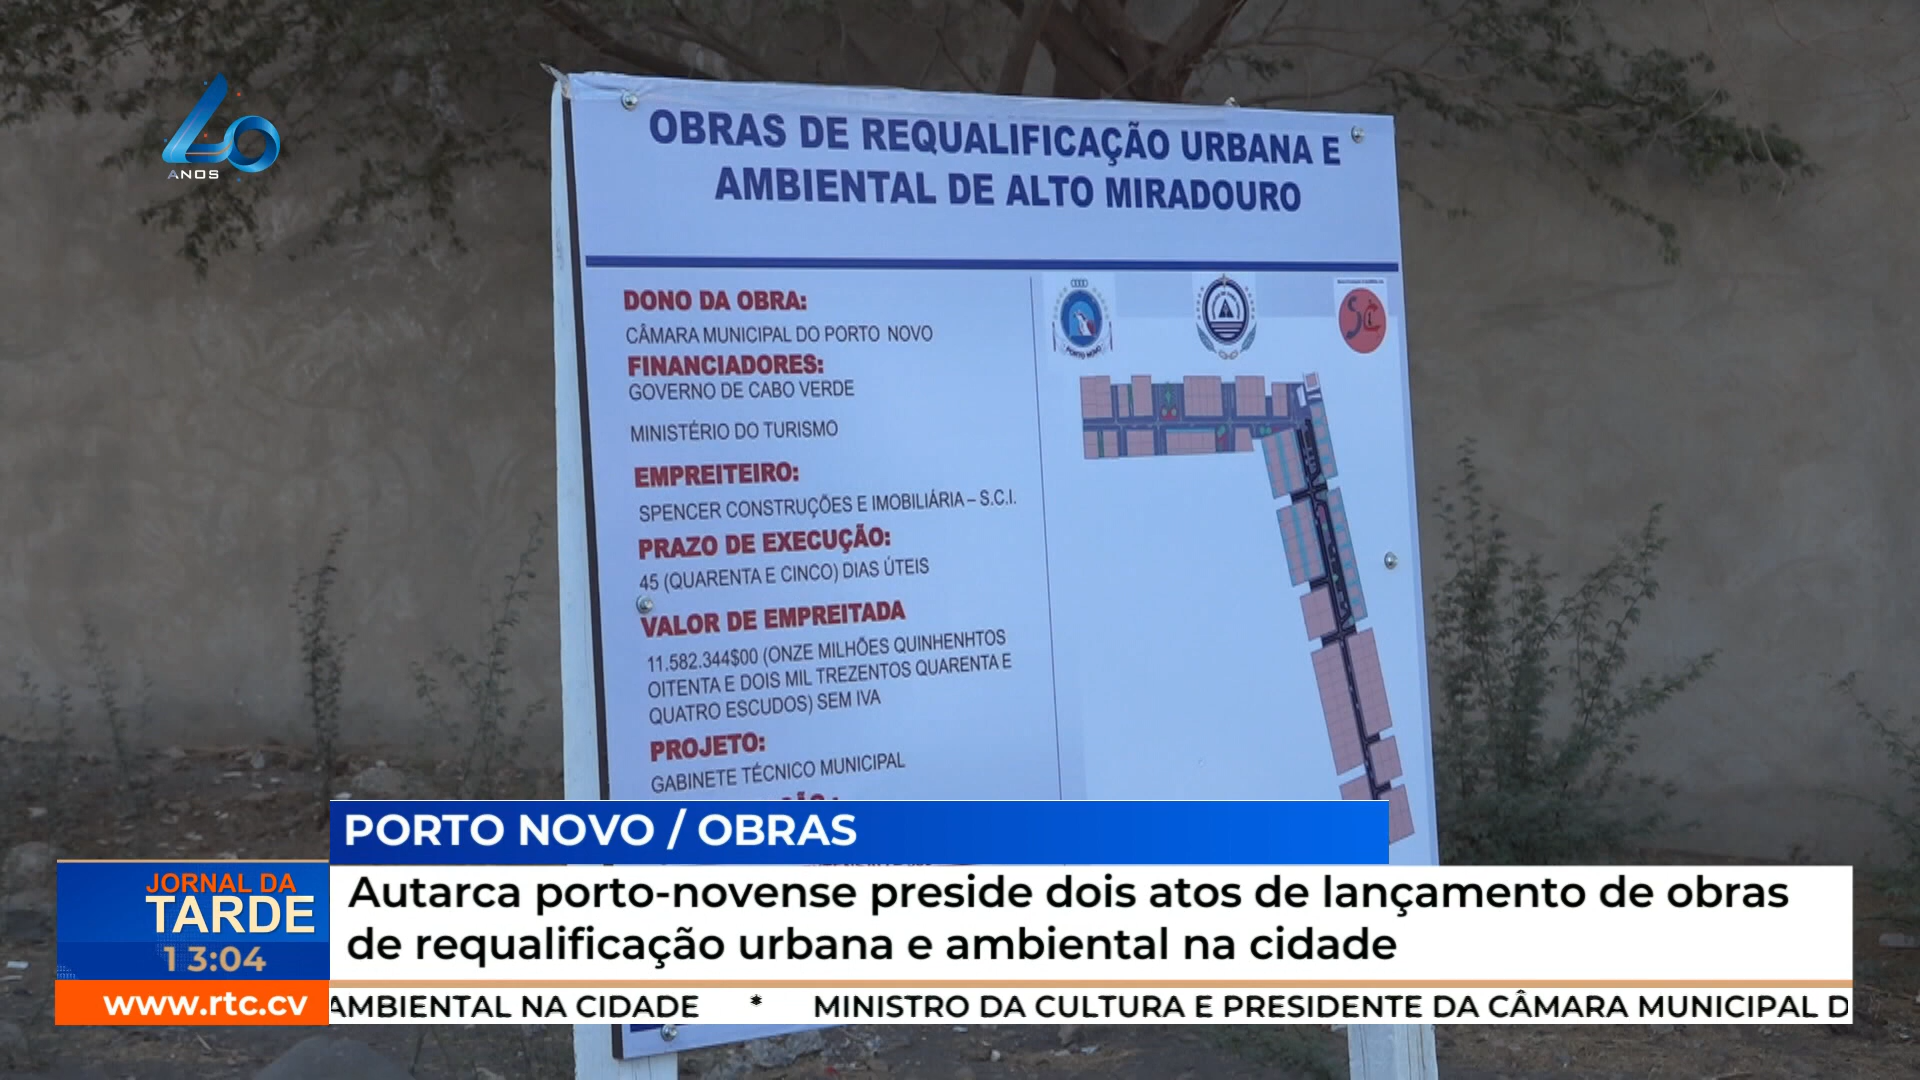 40
ANOS
OBRAS DE REQUALIFICAÇÃO URBANA E
AMBIENTAL DE ALTO MIRADOURO
DONO DA OBRA:
CÂMARA MUNICIPAL DO PORTO NOVO
FINANCIADORES:
GOVERNO DE CABO VERDE
MINISTÉRIO DO TURISMO
EMPREITEIRO:
SPENCER CONSTRUÇÕES E IMOBILIÁRIA – S.C.I.
PRAZO DE EXECUÇÃO:
45 (QUARENTA E CINCO) DIAS ÚTEIS
VALOR DE EMPREITADA
11.582.344$00 (ONZE MILHÕES QUINHENHTOS
OITENTA E DOIS MIL TREZENTOS QUARENTA E
QUATRO ESCUDOS) SEM IVA
PROJETO:
GABINETE TÉCNICO MUNICIPAL
PORTO NOVO
PORTO NOVO / OBRAS
Autarca porto-novense preside dois atos de lançamento de obras
de requalificação urbana e ambiental na cidade
JORNAL DA
TARDE
13:04
www.rtc.cv
AMBIENTAL NA CIDADE * MINISTRO DA CULTURA E PRESIDENTE DA CÂMARA MUNICIPAL D